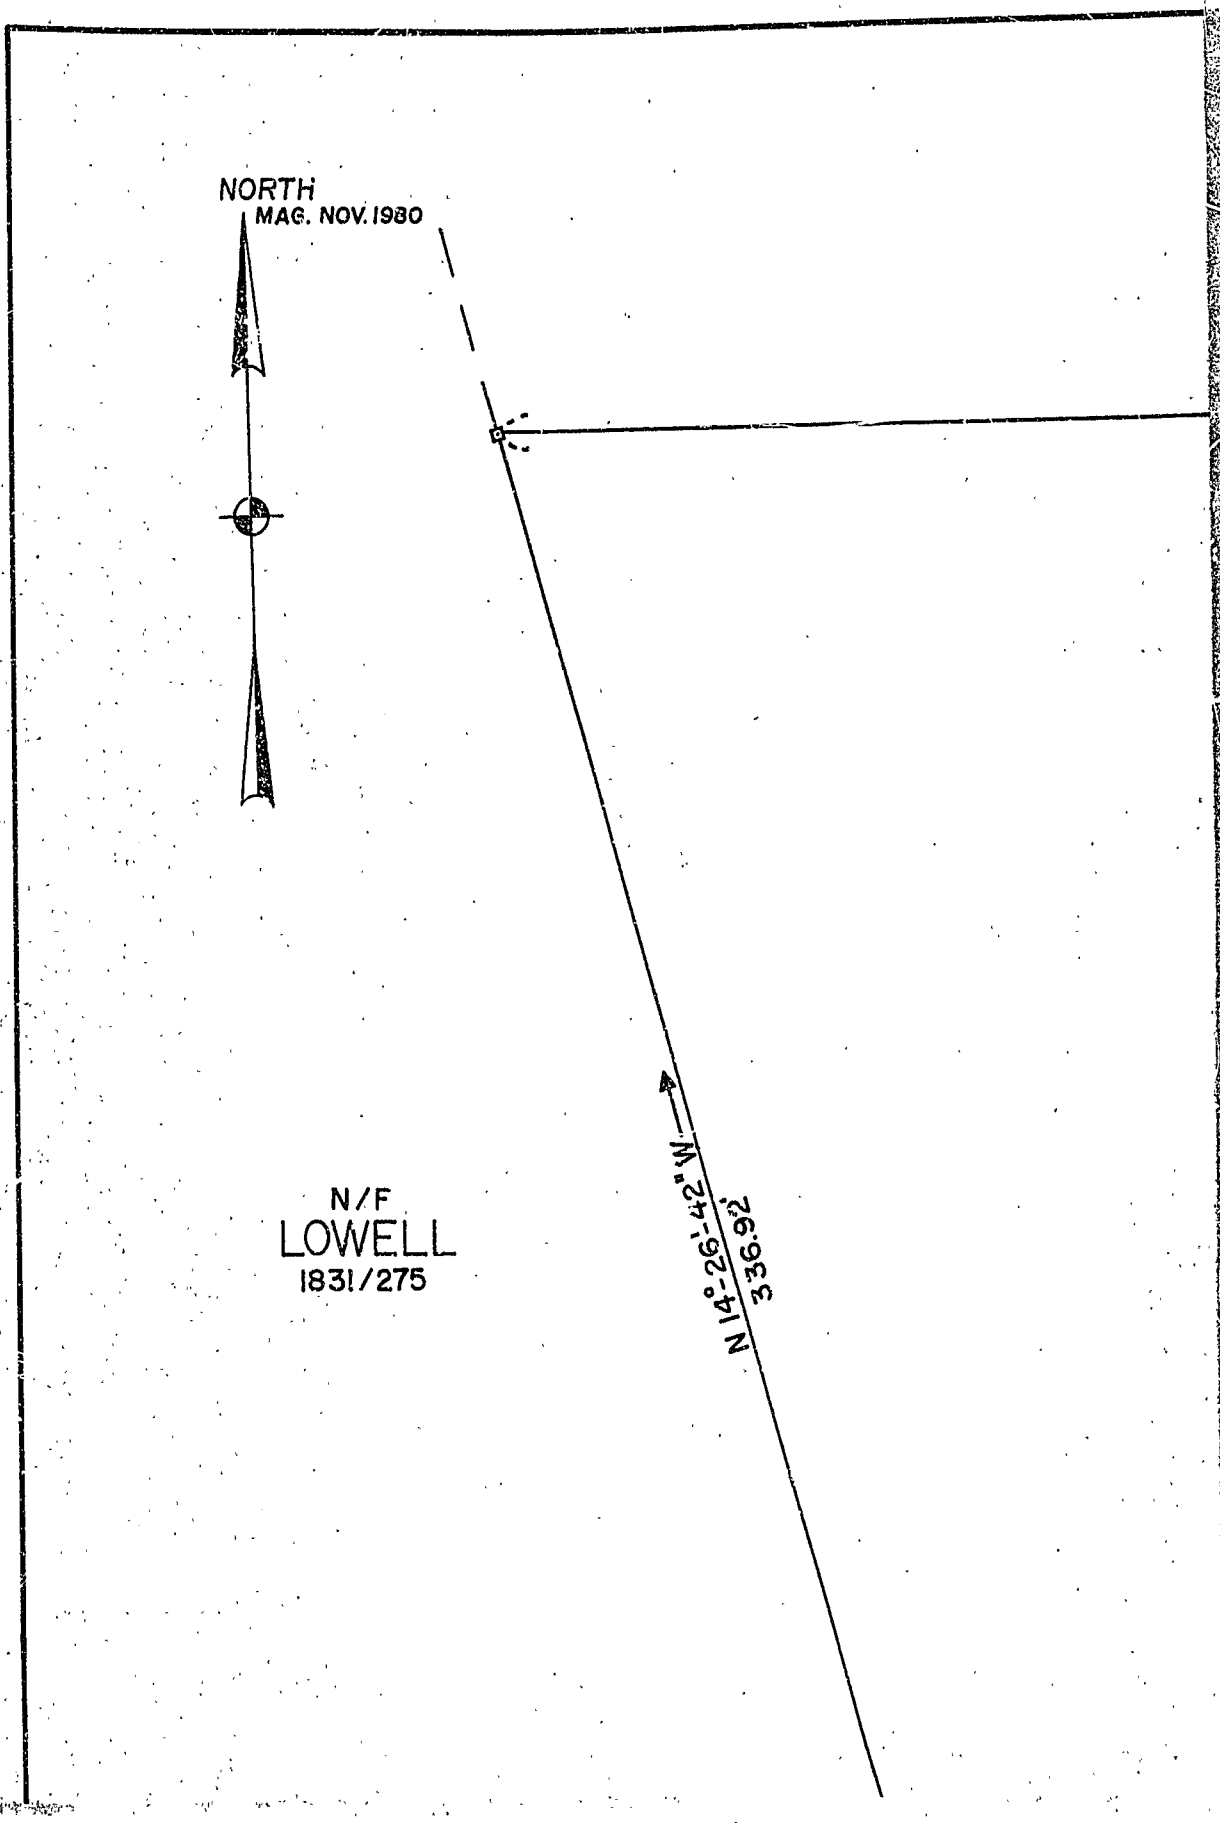 NORTH
MAG. NOV. 1980
N 14°-26'-42" W
336.92'
N/F
LOWELL
1831/275